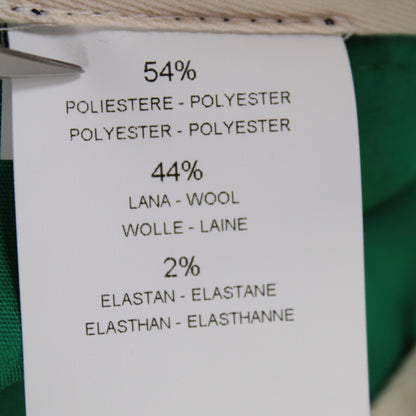 54%
POLIESTERE - POLYESTER
POLYESTER - POLYESTER
44%
LANA - WOOL
WOLLE - LAINE
2%
ELASTAN - ELASTANE
ELASTHAN - ELASTHANNE